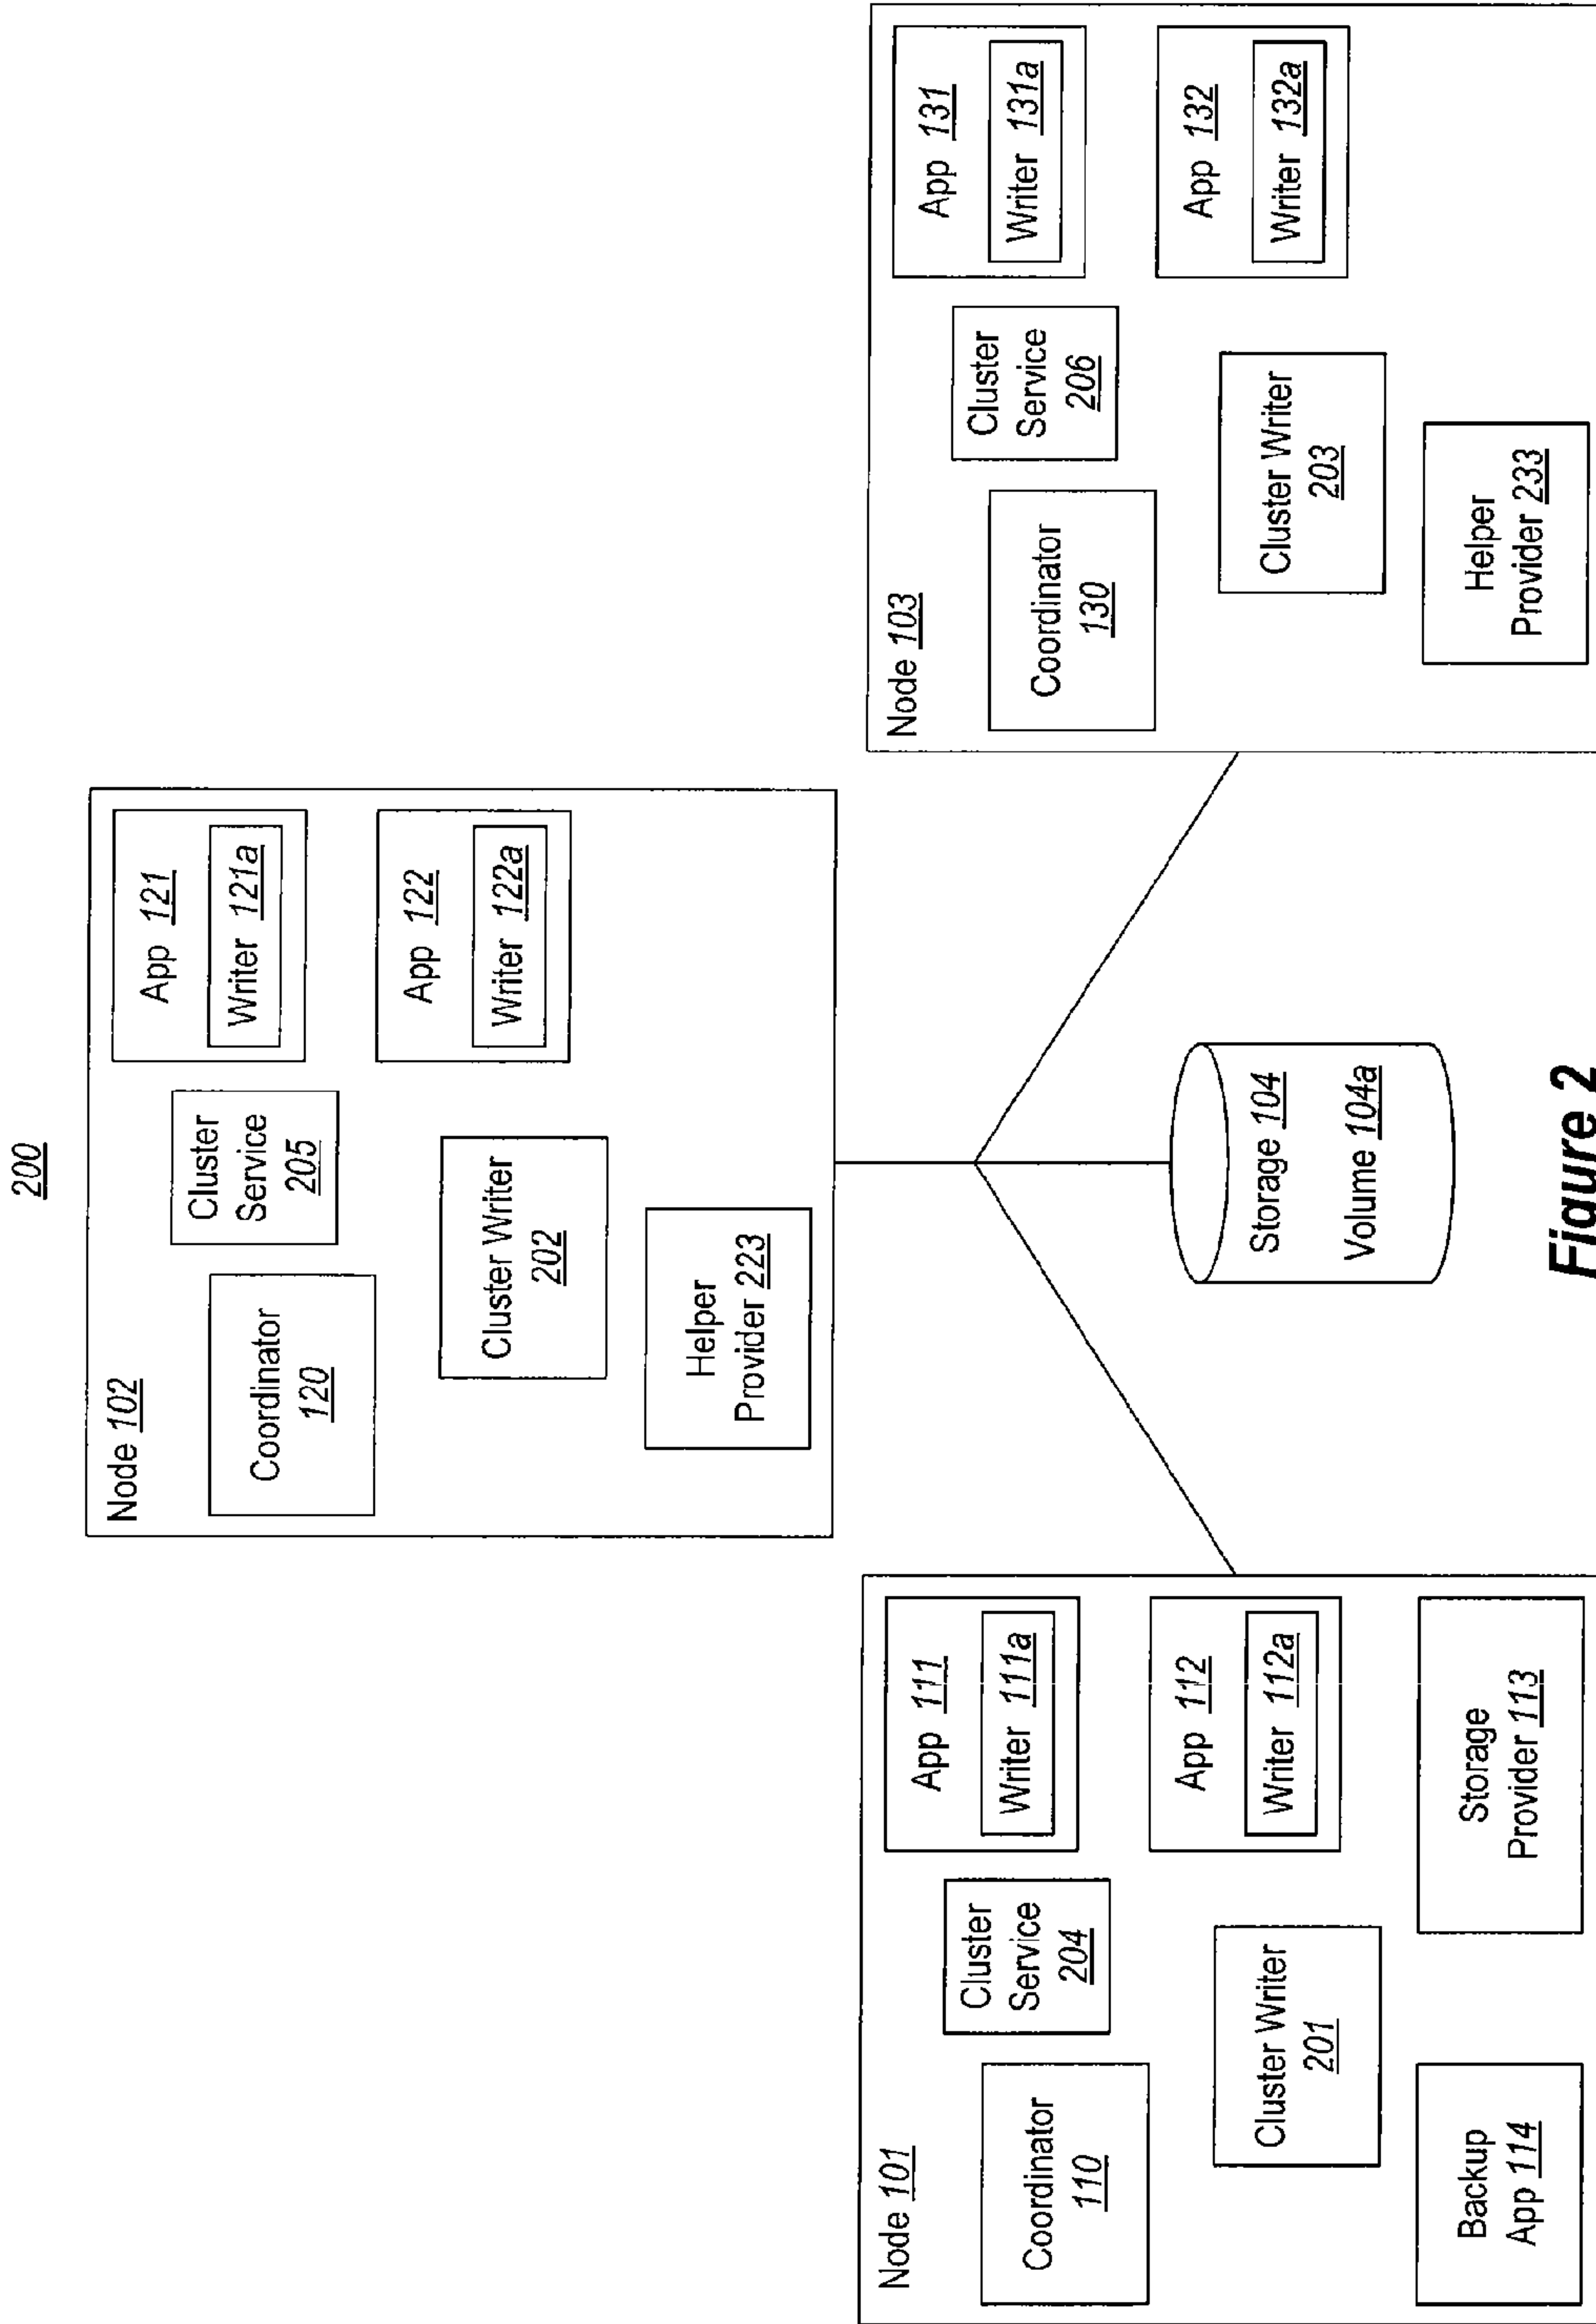 200
Node 102
Coordinator
120
Cluster
Service
205
App 121
Writer 121a
Cluster Writer
202
App 122
Writer 122a
Helper
Provider 223
Node 101
Coordinator
110
Cluster
Service
204
App 111
Writer 111a
Cluster Writer
201
App 112
Writer 112a
Backup
App 114
Storage
Provider 113
Storage 104
Volume 104a
Node 103
Coordinator
130
Cluster
Service
206
App 131
Writer 131a
Cluster Writer
203
App 132
Writer 132a
Helper
Provider 233
Figure 2